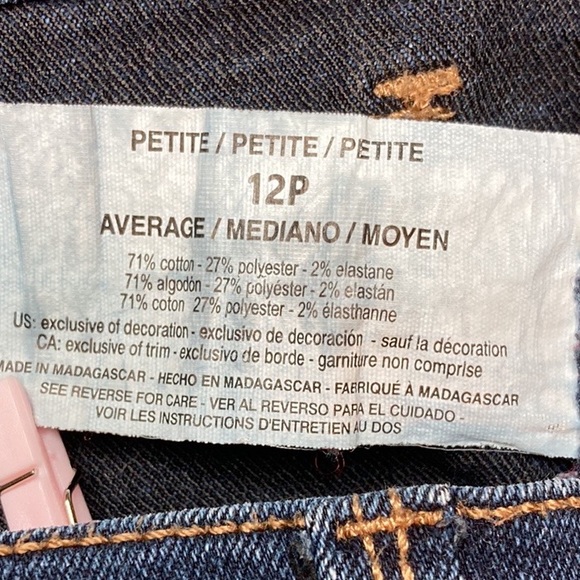 PETITE / PETITE / PETITE
12P
AVERAGE / MEDIANO / MOYEN
71% cotton - 27% polyester - 2% elastane
71% algodón - 27% polyéster - 2% elastán
71% coton 27% polyester - 2% élasthanne
US: exclusive of decoration - exclusivo de decoración - sauf la décoration
CA: exclusive of trim - exclusivo de borde - garniture non comprise
MADE IN MADAGASCAR - HECHO EN MADAGASCAR - FABRIQUÉ À MADAGASCAR
SEE REVERSE FOR CARE - VER AL REVERSO PARA EL CUIDADO -
VOIR LES INSTRUCTIONS D'ENTRETIEN AU DOS